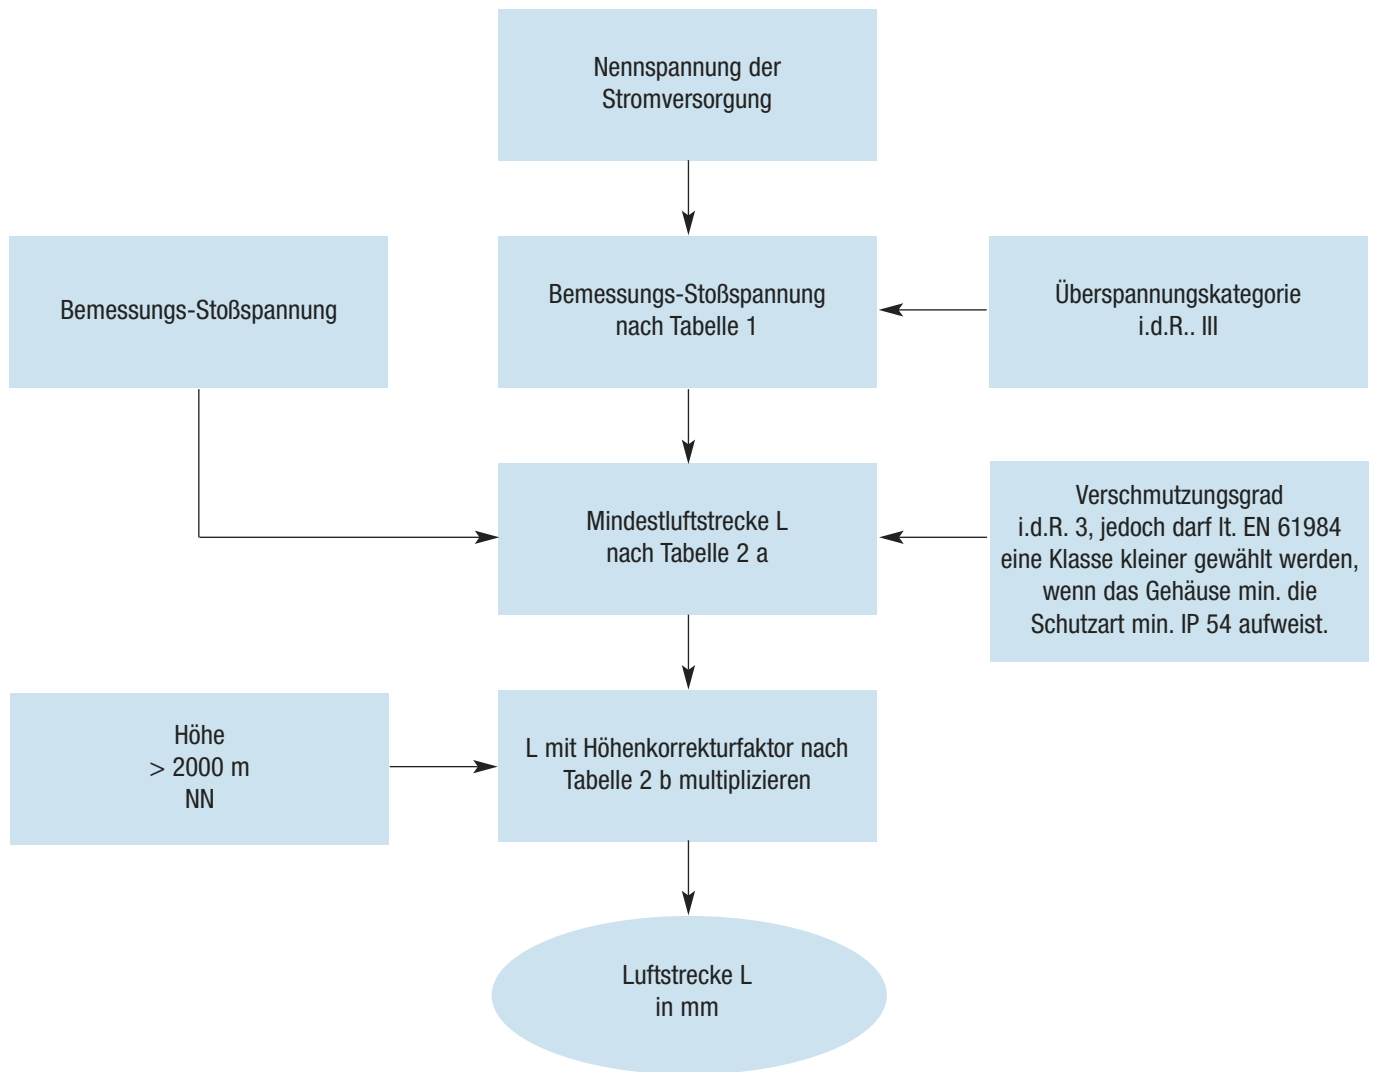 Nennspannung der
Stromversorgung
Bemessungs-Stoßspannung
Bemessungs-Stoßspannung
nach Tabelle 1
Überspannungskategorie
i.d.R.. III
Mindestluftstrecke L
nach Tabelle 2 a
Verschmutzungsgrad
i.d.R. 3, jedoch darf lt. EN 61984
eine Klasse kleiner gewählt werden,
wenn das Gehäuse min. die
Schutzart min. IP 54 aufweist.
Höhe
> 2000 m
NN
L mit Höhenkorrekturfaktor nach
Tabelle 2 b multiplizieren
Luftstrecke L
in mm